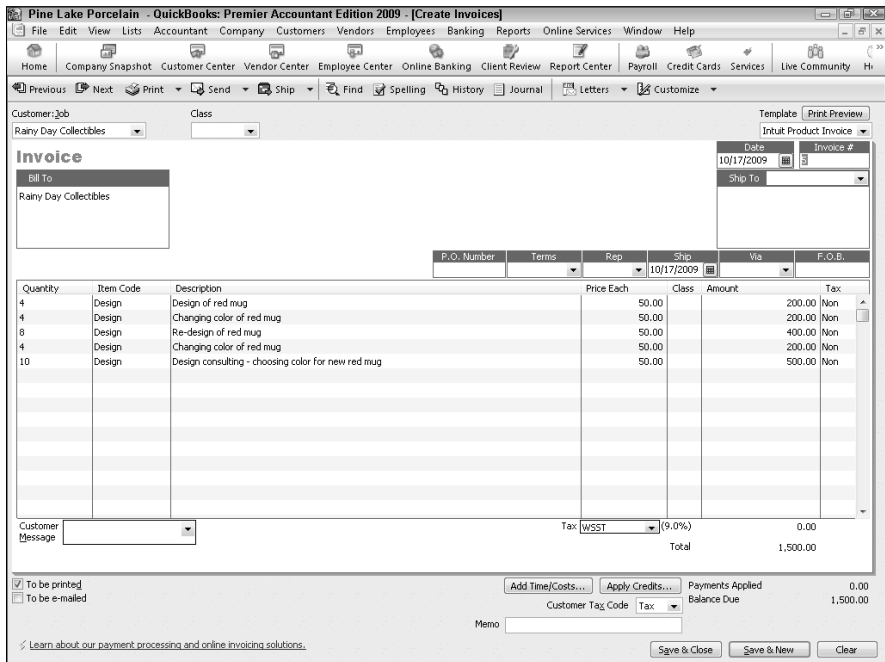 Pine Lake Porcelain - QuickBooks: Premier Accountant Edition 2009 - [Create Invoices]
File Edit View Lists Accountant Company Customers Vendors Employees Banking Reports Online Services Window Help
Home Company Snapshot Customer Center Vendor Center Employee Center Online Banking Client Review Report Center Payroll Credit Cards Services Live Community
Previous Next Print Send Ship Find Spelling History Journal Letters Customize
Customer:Job Class Template Print Preview
Rainy Day Collectibles Intuit Product Invoice
Invoice Date Invoice #
10/17/2009
Bill To Ship To
Rainy Day Collectibles
P.O. Number Terms Rep Ship Via F.O.B.
10/17/2009
Quantity Item Code Description Price Each Class Amount Tax
4 Design Design of red mug 50.00 200.00 Non
4 Design Changing color of red mug 50.00 200.00 Non
8 Design Re-design of red mug 50.00 400.00 Non
4 Design Changing color of red mug 50.00 200.00 Non
10 Design Design consulting - choosing color for new red mug 50.00 500.00 Non
Customer Message Tax WSST (9.0%) 0.00
Total 1,500.00
To be printed Add Time/Costs... Apply Credits... Payments Applied 0.00
To be e-mailed Customer Tax Code Tax Balance Due 1,500.00
Memo
Learn about our payment processing and online invoicing solutions. Save & Close Save & New Clear